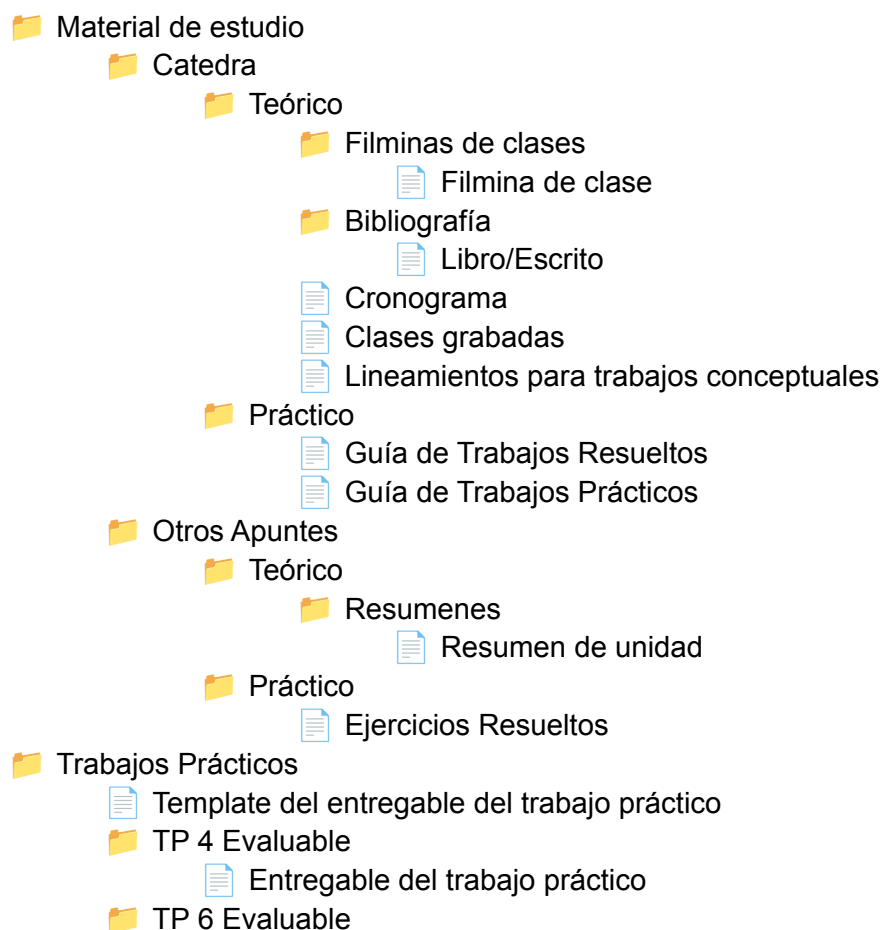 Material de estudio
Catedra
Teórico
Filminas de clases
Filmina de clase
Bibliografía
Libro/Escrito
Cronograma
Clases grabadas
Lineamientos para trabajos conceptuales
Práctico
Guía de Trabajos Resueltos
Guía de Trabajos Prácticos
Otros Apuntes
Teórico
Resumenes
Resumen de unidad
Práctico
Ejercicios Resueltos
Trabajos Prácticos
Template del entregable del trabajo práctico
TP 4 Evaluable
Entregable del trabajo práctico
TP 6 Evaluable